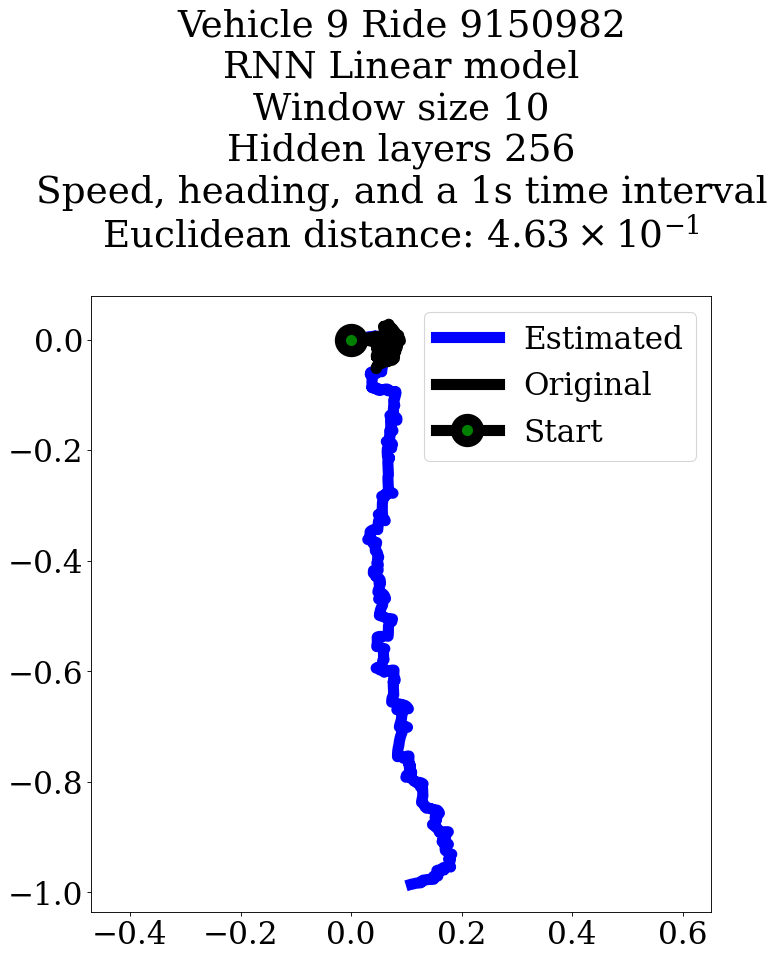 Vehicle 9 Ride 9150982
RNN Linear model
Window size 10
Hidden layers 256
Speed, heading, and a 1s time interval
Euclidean distance: 4.63 × 10⁻¹
Estimated
Original
Start
0.0
−0.2
−0.4
−0.6
−0.8
−1.0
−0.4 −0.2 0.0 0.2 0.4 0.6